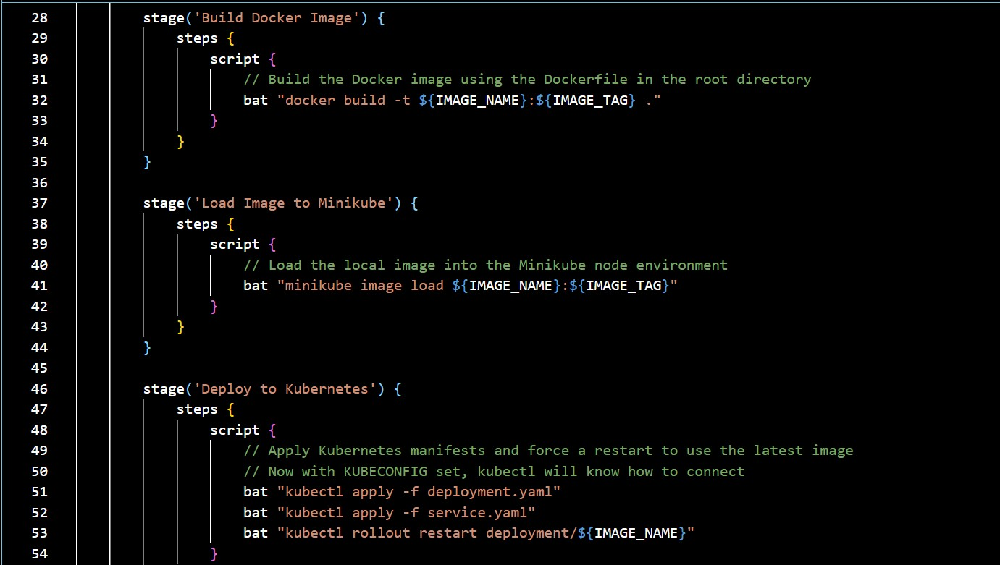 28 stage('Build Docker Image') {
29 steps {
30 script {
31 // Build the Docker image using the Dockerfile in the root directory
32 bat "docker build -t ${IMAGE_NAME}:${IMAGE_TAG} ."
33 }
34 }
35 }
36
37 stage('Load Image to Minikube') {
38 steps {
39 script {
40 // Load the local image into the Minikube node environment
41 bat "minikube image load ${IMAGE_NAME}:${IMAGE_TAG}"
42 }
43 }
44 }
45
46 stage('Deploy to Kubernetes') {
47 steps {
48 script {
49 // Apply Kubernetes manifests and force a restart to use the latest image
50 // Now with KUBECONFIG set, kubectl will know how to connect
51 bat "kubectl apply -f deployment.yaml"
52 bat "kubectl apply -f service.yaml"
53 bat "kubectl rollout restart deployment/${IMAGE_NAME}"
54 }